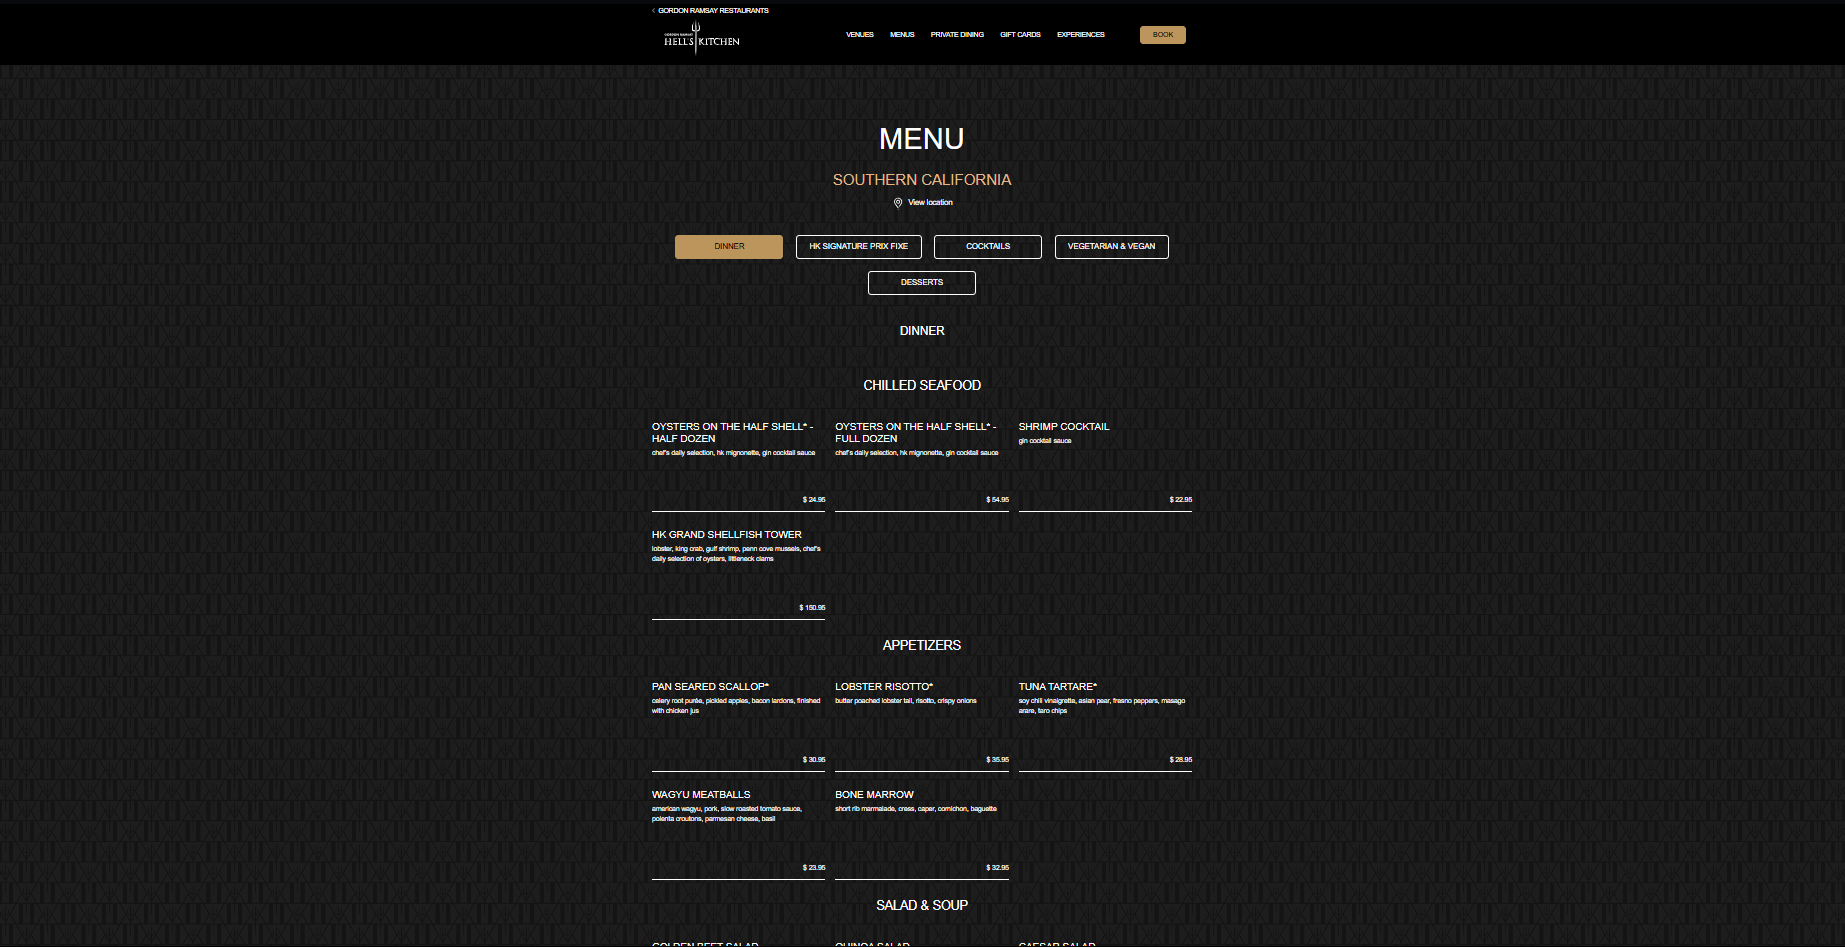 GORDON RAMSAY RESTAURANTS
GORDON RAMSAY
HELL'S KITCHEN
VENUES
MENUS
PRIVATE DINING
GIFT CARDS
EXPERIENCES
BOOK
MENU
SOUTHERN CALIFORNIA
View location
DINNER
HK SIGNATURE PRIX FIXE
COCKTAILS
VEGETARIAN & VEGAN
DESSERTS
DINNER
CHILLED SEAFOOD
OYSTERS ON THE HALF SHELL* -
HALF DOZEN
chef's daily selection, hk mignonette, gin cocktail sauce
$ 24.95
OYSTERS ON THE HALF SHELL* -
FULL DOZEN
chef's daily selection, hk mignonette, gin cocktail sauce
$ 54.95
SHRIMP COCKTAIL
gin cocktail sauce
$ 22.95
HK GRAND SHELLFISH TOWER
lobster, king crab, gulf shrimp, penn cove mussels, chef's
daily selection of oysters, littleneck clams
$ 150.95
APPETIZERS
PAN SEARED SCALLOP*
celery root purée, pickled apples, bacon lardons, finished
with chicken jus
$ 30.95
LOBSTER RISOTTO*
butter poached lobster tail, risotto, crispy onions
$ 35.95
TUNA TARTARE*
soy chili vinaigrette, asian pear, fresno peppers, masago
arare, taro chips
$ 28.95
WAGYU MEATBALLS
american wagyu, pork, slow roasted tomato sauce,
polenta croutons, parmesan cheese, basil
$ 23.95
BONE MARROW
short rib marmalade, cress, caper, cornichon, baguette
$ 32.95
SALAD & SOUP
GOLDEN BEET SALAD
QUINOA SALAD
CAESAR SALAD